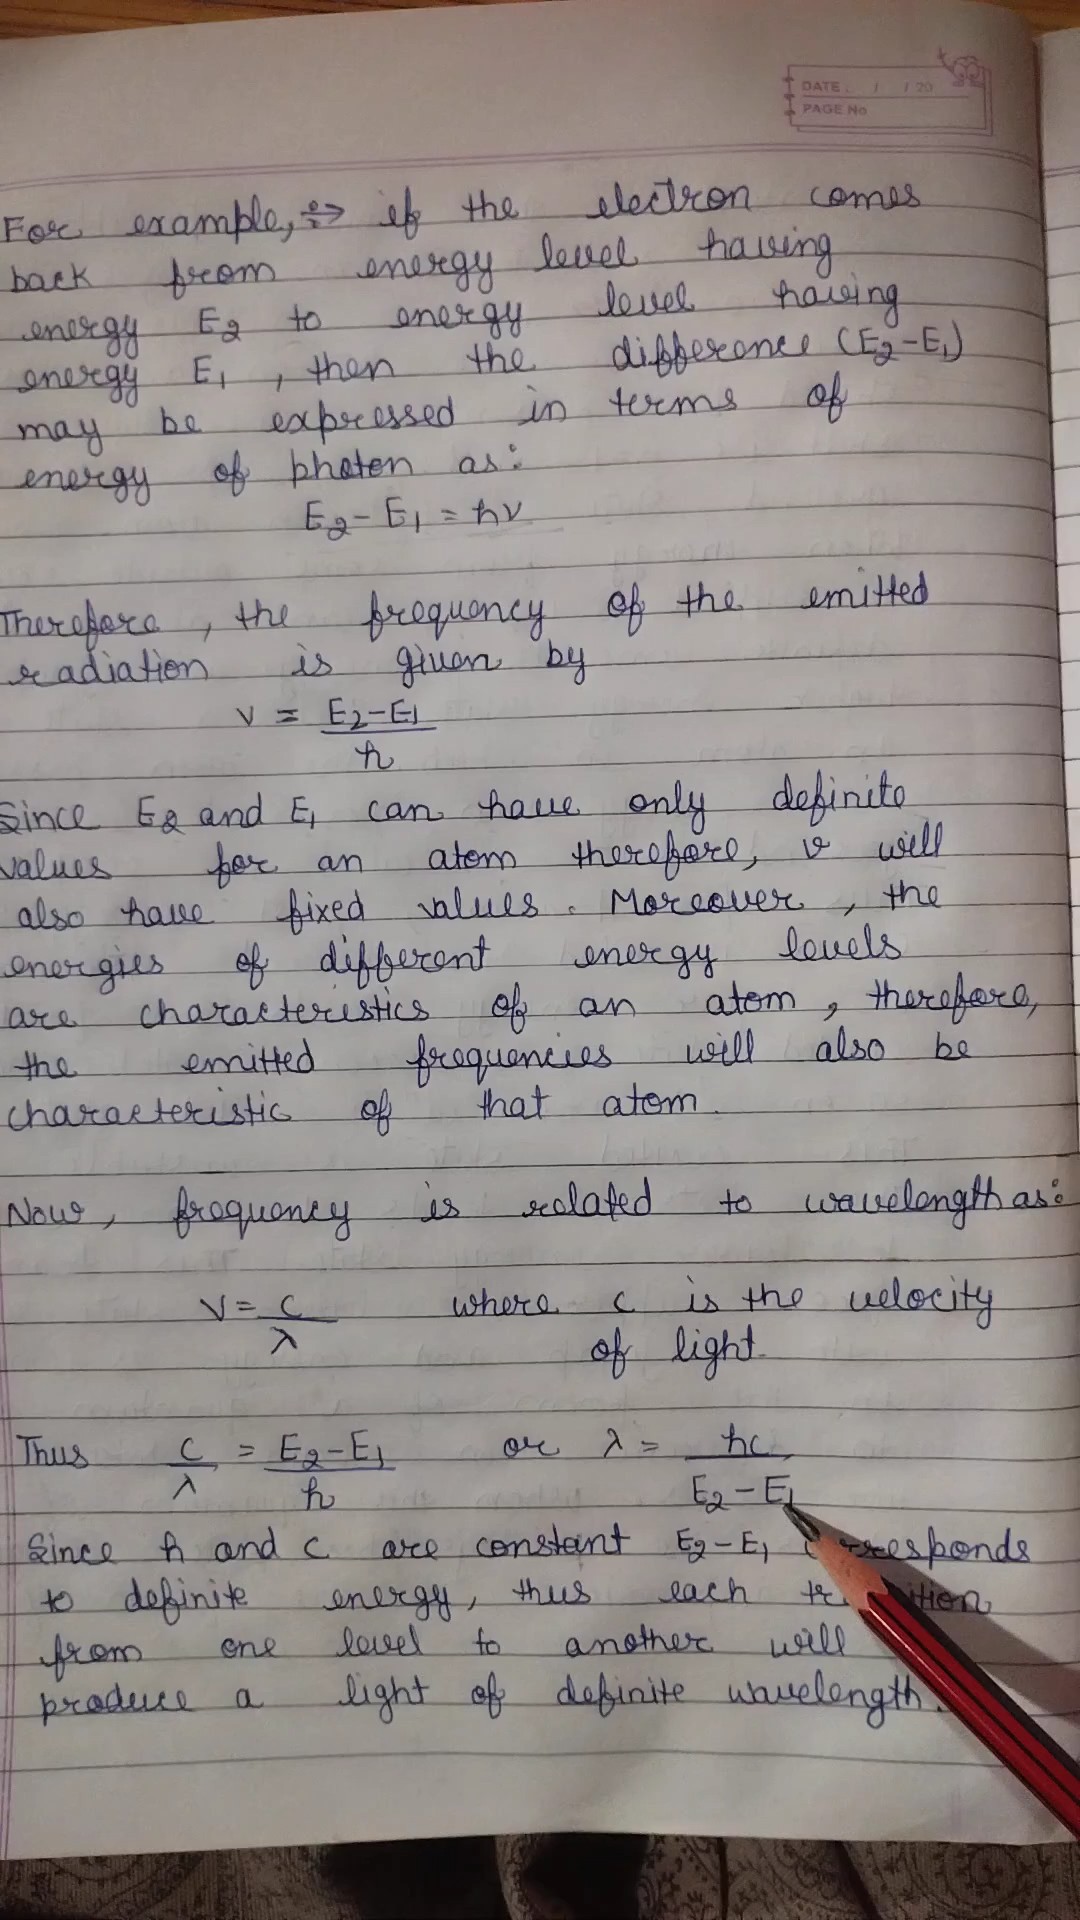 DATE / / 20
PAGE No
For example, ⇒ if the electron comes
back from energy level having
energy E2 to energy level having
energy E1, then the difference (E2-E1)
may be expressed in terms of
energy of photon as:
E2-E1 = hν
Therefore, the frequency of the emitted
radiation is given by
ν = E2-E1
h
Since E2 and E1 can have only definite
values for an atom therefore, ν will
also have fixed values. Moreover, the
energies of different energy levels
are characteristics of an atom, therefore,
the emitted frequencies will also be
characteristic of that atom.
Now, frequency is related to wavelength as:
ν = c where c is the velocity
λ of light.
Thus c = E2-E1 or λ = hc
λ h E2-E1
Since h and c are constant E2-E1 responds
to definite energy, thus each
from one level to another will
produce a light of definite wavelength.